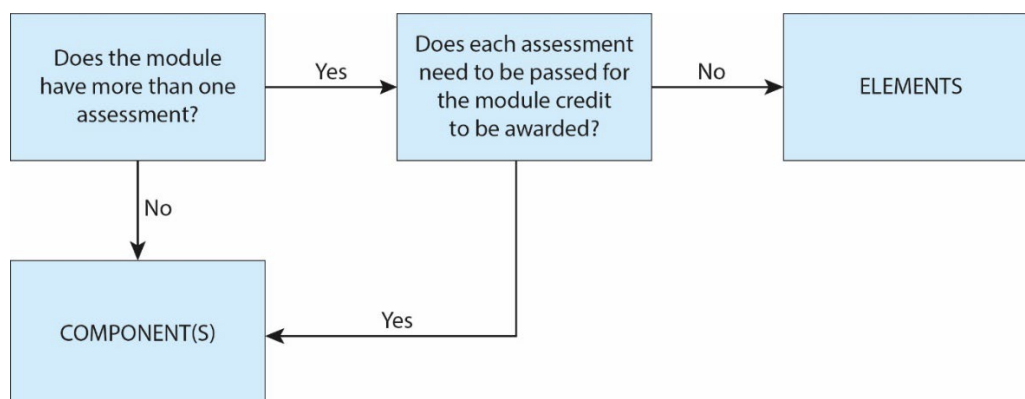 Does the module
have more than one
assessment?
Yes
Does each assessment
need to be passed for
the module credit
to be awarded?
No
ELEMENTS
No
COMPONENT(S)
Yes